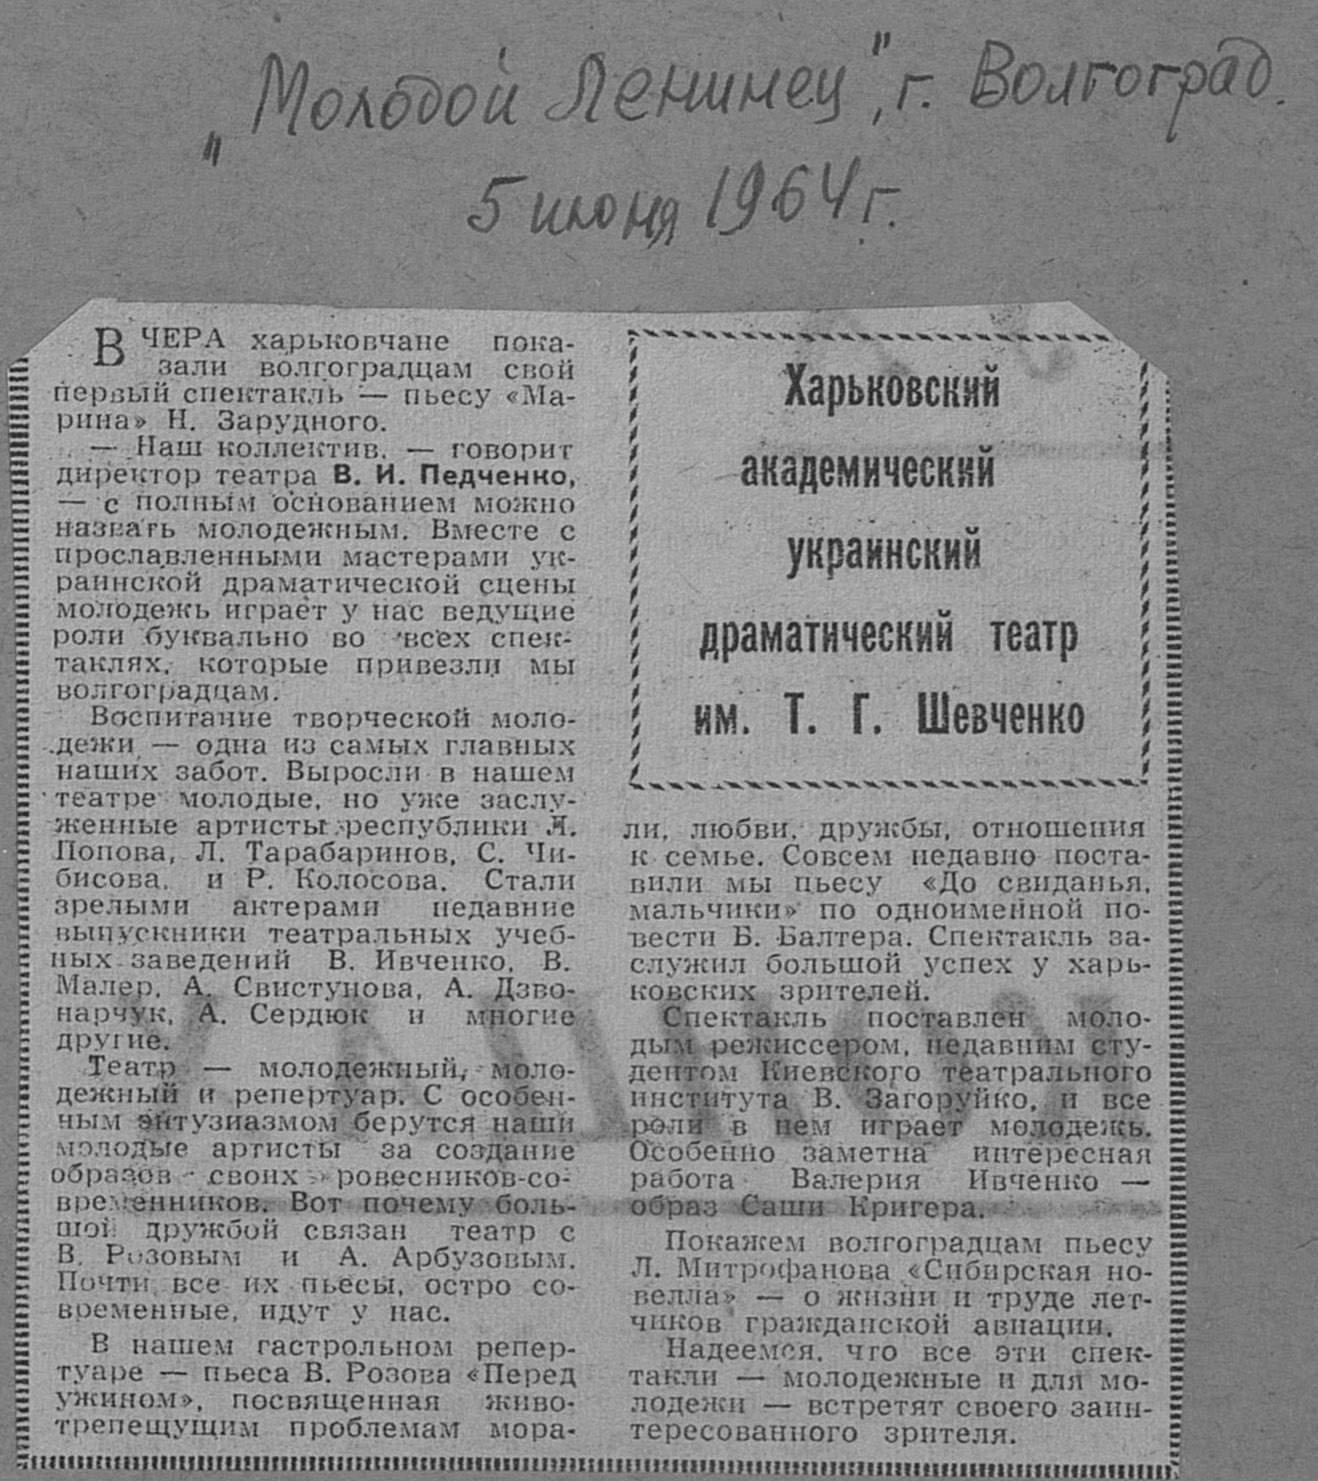 „Молодой Ленинец", г. Волгоград.
5 июня 1964 г.
ВЧЕРА харьковчане пока-
зали волгоградцам свой
первый спектакль — пьесу «Ма-
рина» Н. Зарудного.
— Наш коллектив, — говорит
директор театра В. И. Педченко,
— с полным основанием можно
назвать молодежным. Вместе с
прославленными мастерами ук-
раинской драматической сцены
молодежь играет у нас ведущие
роли буквально во всех спек-
таклях, которые привезли мы
волгоградцам.
Воспитание творческой моло-
дежи — одна из самых главных
наших забот. Выросли в нашем
театре молодые, но уже заслу-
женные артисты республики Л.
Попова, Л. Тарабаринов, С. Чи-
бисова, и Р. Колосова. Стали
зрелыми актерами недавние
выпускники театральных учеб-
ных заведений В. Ивченко, В.
Малер, А. Свистунова, А. Дзво-
нарчук, А. Сердюк и многие
другие.
Театр — молодежный, моло-
дежный и репертуар. С особен-
ным энтузиазмом берутся наши
молодые артисты за создание
образов своих ровесников-со-
временников. Вот почему боль-
шой дружбой связан театр с
В. Розовым и А. Арбузовым.
Почти все их пьесы, остро со-
временные, идут у нас.
В нашем гастрольном репер-
туаре — пьеса В. Розова «Перед
ужином», посвященная живо-
трепещущим проблемам мора-
Харьковский
академический
украинский
драматический театр
им. Т. Г. Шевченко
ли, любви, дружбы, отношения
к семье. Совсем недавно поста-
вили мы пьесу «До свиданья,
мальчики» по одноименной по-
вести Б. Балтера. Спектакль за-
служил большой успех у харь-
ковских зрителей.
Спектакль поставлен моло-
дым режиссером, недавним сту-
дентом Киевского театрального
института В. Загоруйко, и все
роли в нем играет молодежь.
Особенно заметна интересная
работа Валерия Ивченко —
образ Саши Кригера.
Покажем волгоградцам пьесу
Л. Митрофанова «Сибирская но-
велла» — о жизни и труде лет-
чиков гражданской авиации.
Надеемся, что все эти спек-
такли — молодежные и для мо-
лодежи — встретят своего заин-
тересованного зрителя.